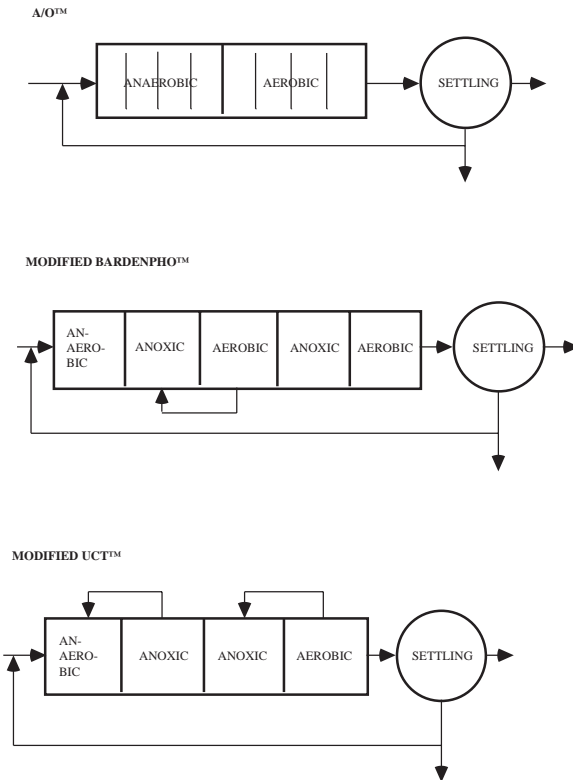 A/O™
ANAEROBIC AEROBIC SETTLING
MODIFIED BARDENPHO™
AN-
AERO-
BIC
ANOXIC AEROBIC ANOXIC AEROBIC SETTLING
MODIFIED UCT™
AN-
AERO-
BIC
ANOXIC ANOXIC AEROBIC SETTLING